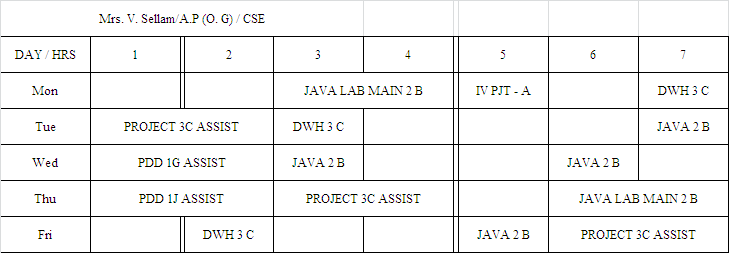 Mrs. V. Sellam/A.P (O. G) / CSE
DAY / HRS 1 2 3 4 5 6 7
Mon JAVA LAB MAIN 2 B IV PJT - A DWH 3 C
Tue PROJECT 3C ASSIST DWH 3 C JAVA 2 B
Wed PDD 1G ASSIST JAVA 2 B JAVA 2 B
Thu PDD 1J ASSIST PROJECT 3C ASSIST JAVA LAB MAIN 2 B
Fri DWH 3 C JAVA 2 B PROJECT 3C ASSIST